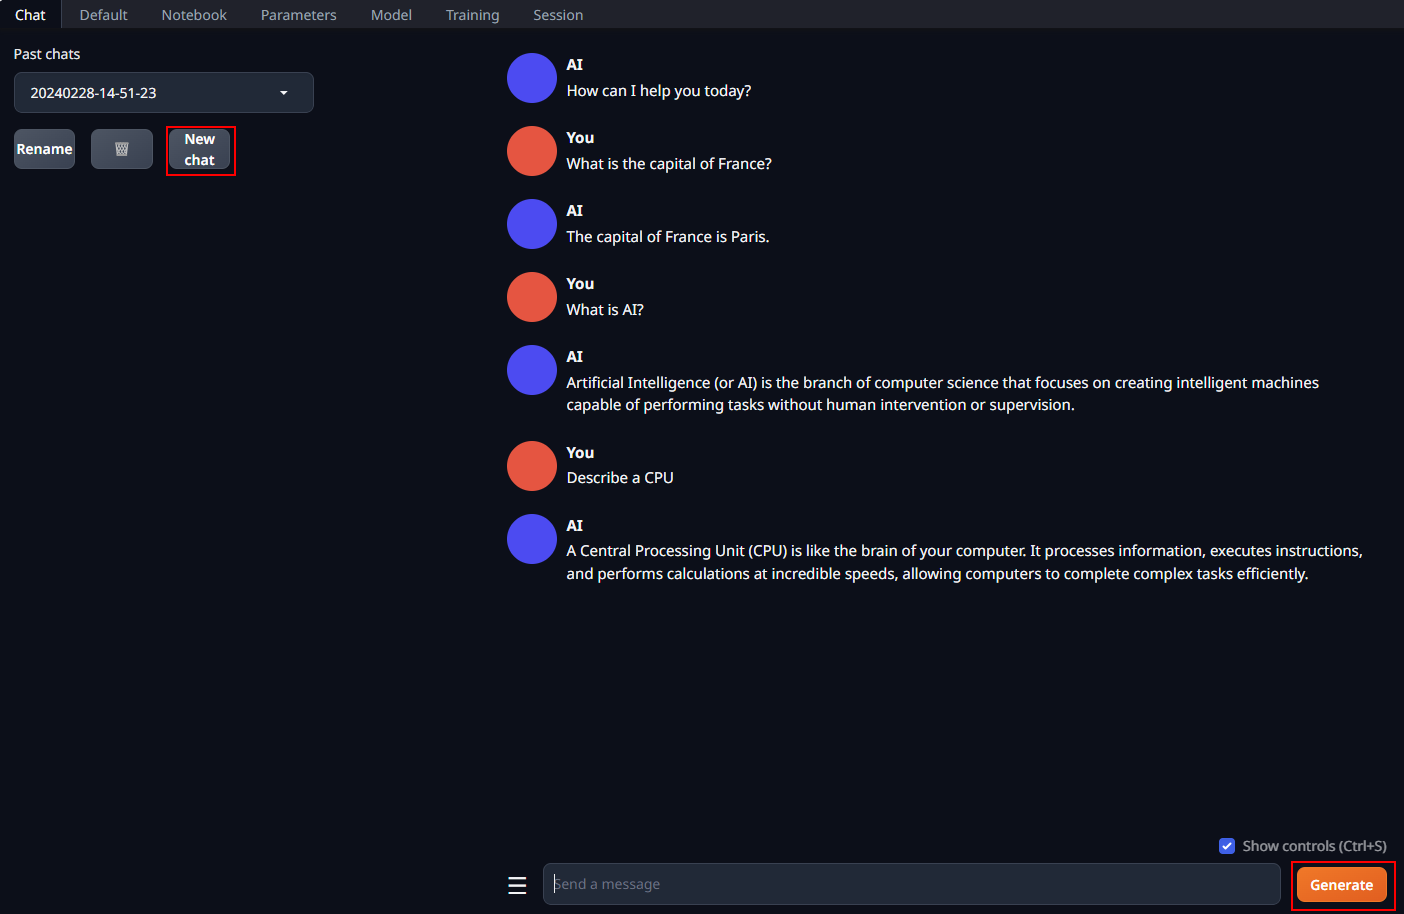 Chat Default Notebook Parameters Model Training Session
Past chats
20240228-14-51-23
Rename
New
chat
AI
How can I help you today?
You
What is the capital of France?
AI
The capital of France is Paris.
You
What is AI?
AI
Artificial Intelligence (or AI) is the branch of computer science that focuses on creating intelligent machines
capable of performing tasks without human intervention or supervision.
You
Describe a CPU
AI
A Central Processing Unit (CPU) is like the brain of your computer. It processes information, executes instructions,
and performs calculations at incredible speeds, allowing computers to complete complex tasks efficiently.
Show controls (Ctrl+S)
Send a message
Generate